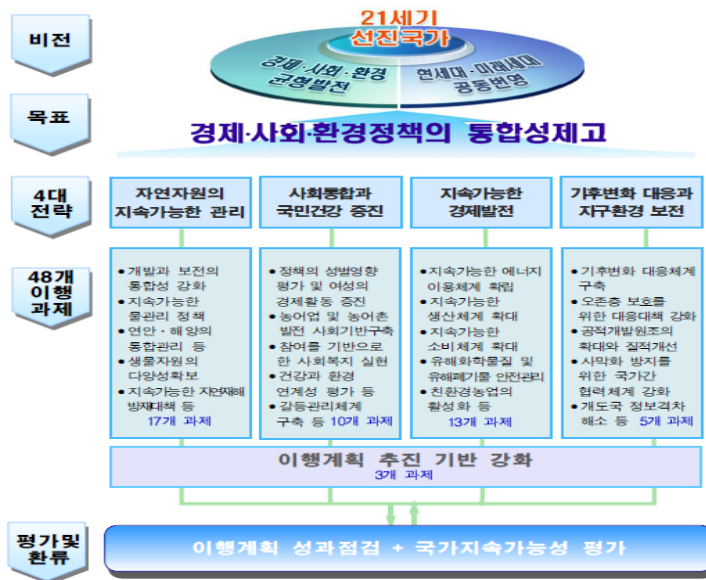 비전
21세기
선진국가
경제·사회·환경
균형발전
현세대·미래세대
공동번영
목표
경제·사회·환경정책의 통합성제고
4대
전략
자연자원의
지속가능한 관리
사회통합과
국민건강 증진
지속가능한
경제발전
기후변화 대응과
지구환경 보전
48개
이행
과제
•개발과 보전의
통합성 강화
•지속가능한
물관리 정책
•연안·해양의
통합관리 등
•생물자원의
다양성확보
•지속가능한 자연재해
방재대책 등
17개 과제
•정책의 성별영향
평가 및 여성의
경제활동 증진
•농어업 및 농어촌
발전 사회기반구축
•참여를 기반으로
한 사회복지 실현
•건강과 환경
연계성 평가 등
•갈등관리체계
구축 등 10개 과제
•지속가능한 에너지
이용체계 확립
•지속가능한
생산체계 확대
•지속가능한
소비체계 확대
•유해화학물질 및
유해폐기물 안전관리
•친환경농업의
활성화 등
13개 과제
•기후변화 대응체계
구축
•오존층 보호를
위한 대응대책 강화
•공적개발원조의
확대와 질적개선
•사막화 방지를
위한 국가간
협력체계 강화
•개도국 정보격차
해소 등 5개 과제
이행계획 추진 기반 강화
3개 과제
평가및
환류
이행계획 성과점검 + 국가지속가능성 평가